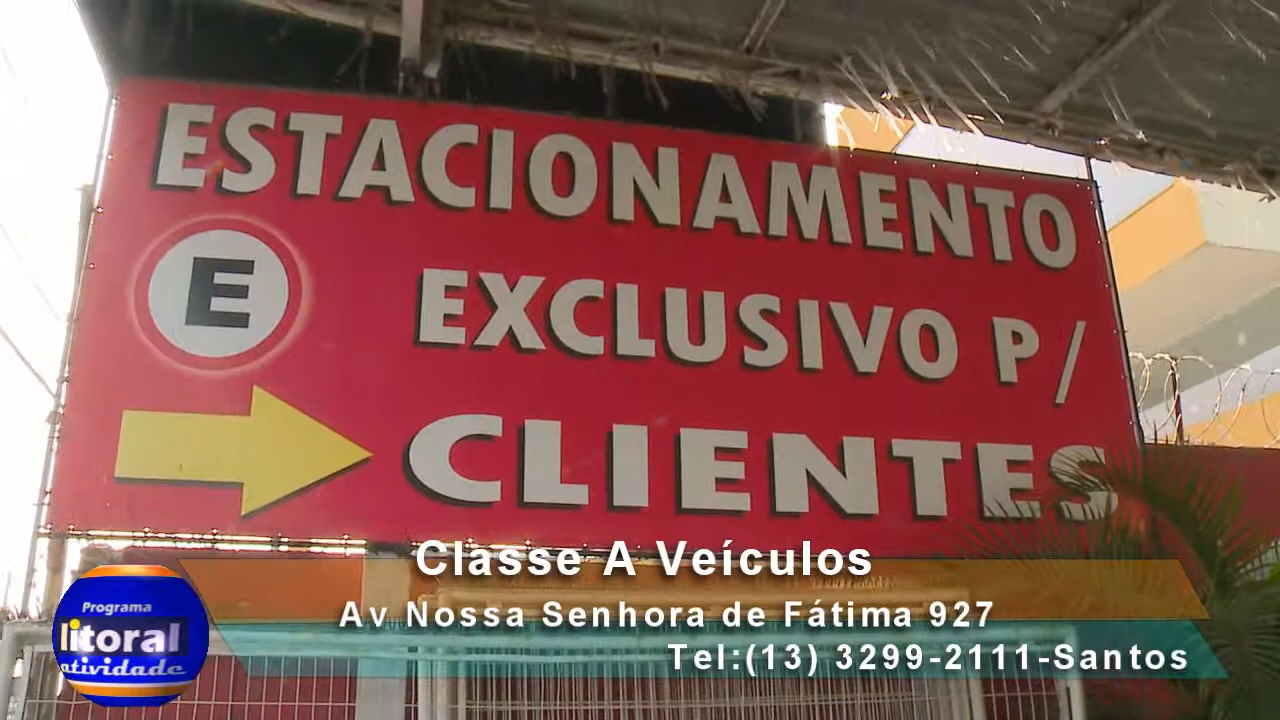 ESTACIONAMENTO
E
EXCLUSIVO P/
CLIENTES
Classe A Veículos
Av Nossa Senhora de Fátima 927
Tel:(13) 3299-2111-Santos
Programa
litoral
atividade